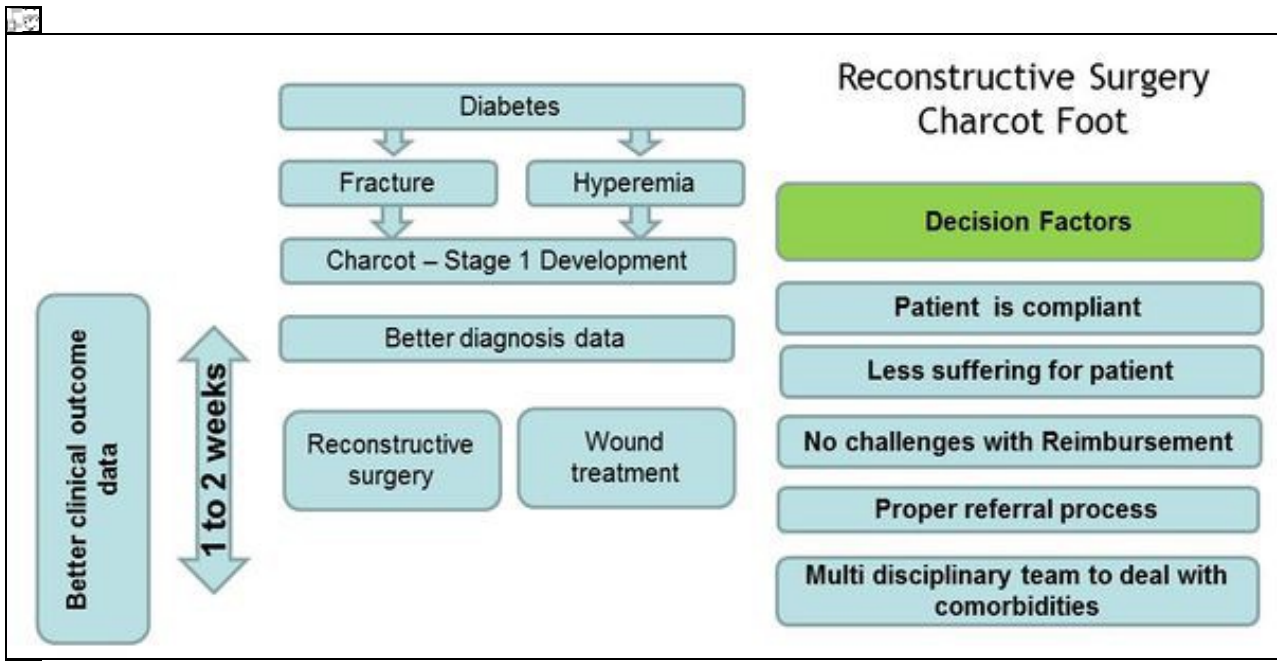 Reconstructive Surgery
Charcot Foot
Diabetes
Fracture
Hyperemia
Charcot – Stage 1 Development
Better diagnosis data
Reconstructive
surgery
Wound
treatment
Better clinical outcome
data
1 to 2 weeks
Decision Factors
Patient is compliant
Less suffering for patient
No challenges with Reimbursement
Proper referral process
Multi disciplinary team to deal with
comorbidities